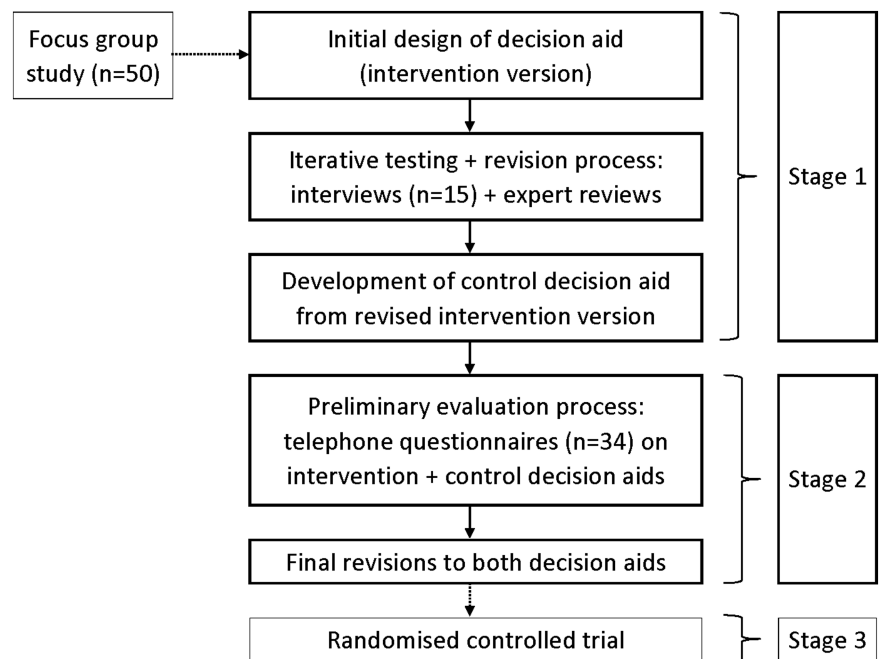 Focus group
study (n=50)
Initial design of decision aid
(intervention version)
Iterative testing + revision process:
interviews (n=15) + expert reviews
Development of control decision aid
from revised intervention version
Stage 1
Preliminary evaluation process:
telephone questionnaires (n=34) on
intervention + control decision aids
Final revisions to both decision aids
Stage 2
Randomised controlled trial
Stage 3